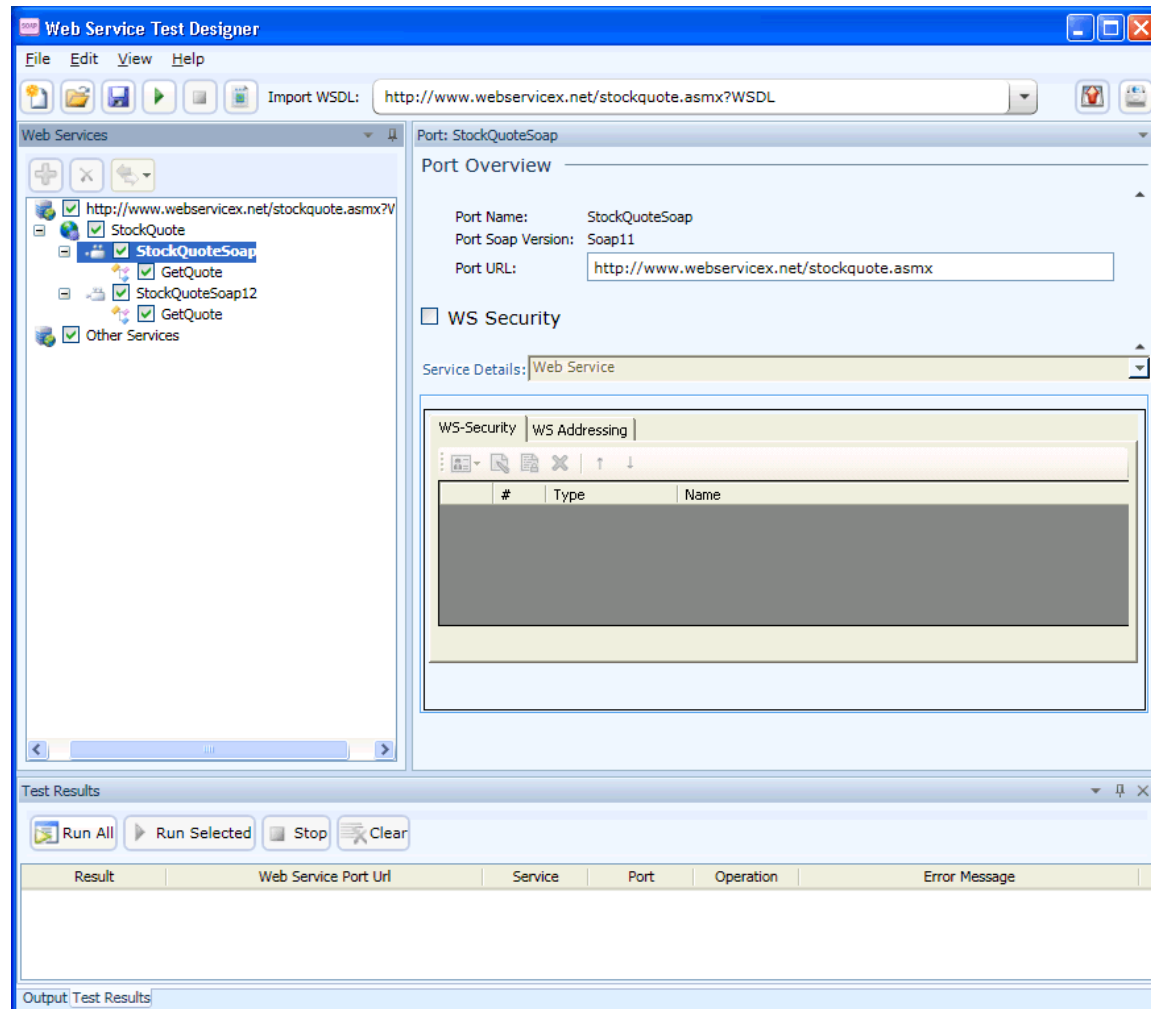 SOAP Web Service Test Designer
File Edit View Help
Import WSDL: http://www.webservicex.net/stockquote.asmx?WSDL
Web Services
http://www.webservicex.net/stockquote.asmx?V
StockQuote
StockQuoteSoap
GetQuote
StockQuoteSoap12
GetQuote
Other Services
Port: StockQuoteSoap
Port Overview
Port Name: StockQuoteSoap
Port Soap Version: Soap11
Port URL: http://www.webservicex.net/stockquote.asmx
WS Security
Service Details: Web Service
WS-Security WS Addressing
# Type Name
Test Results
Run All Run Selected Stop Clear
Result Web Service Port Url Service Port Operation Error Message
Output Test Results